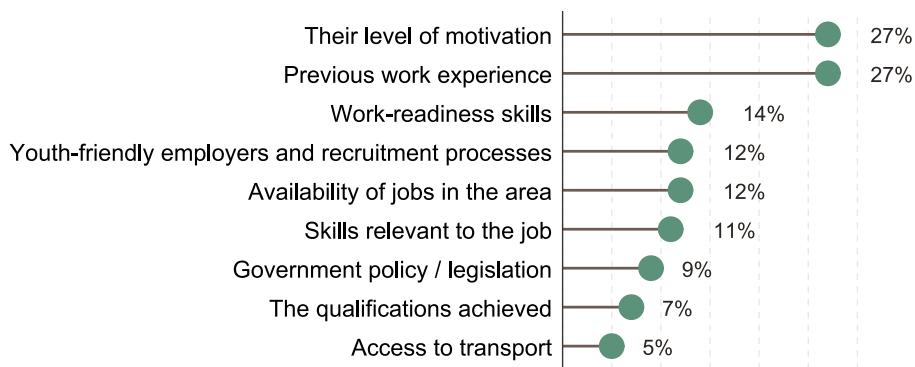 Their level of motivation 27%
Previous work experience 27%
Work-readiness skills 14%
Youth-friendly employers and recruitment processes 12%
Availability of jobs in the area 12%
Skills relevant to the job 11%
Government policy / legislation 9%
The qualifications achieved 7%
Access to transport 5%